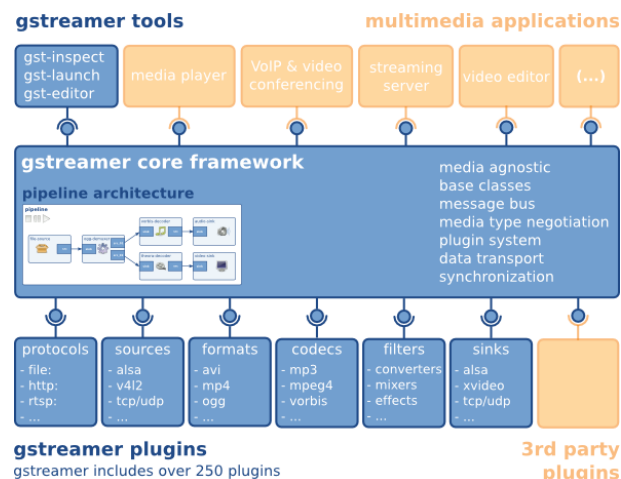 gstreamer tools
multimedia applications
gst-inspect
gst-launch
gst-editor
media player
VoIP & video
conferencing
streaming
server
video editor
(...)
gstreamer core framework
pipeline architecture
pipeline
media agnostic
base classes
message bus
media type negotiation
plugin system
data transport
synchronization
protocols
- file:
- http:
- rtsp:
- ...
sources
- alsa
- v4l2
- tcp/udp
- ...
formats
- avi
- mp4
- ogg
- ...
codecs
- mp3
- mpeg4
- vorbis
- ...
filters
- converters
- mixers
- effects
- ...
sinks
- alsa
- xvideo
- tcp/udp
- ...
gstreamer plugins
gstreamer includes over 250 plugins
3rd party
plugins